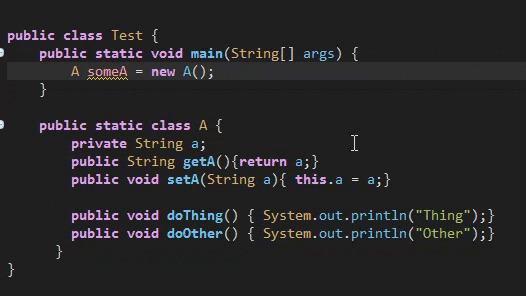 public class Test {
    public static void main(String[] args) {
        A someA = new A();
    }

    public static class A {
        private String a;
        public String getA(){return a;}
        public void setA(String a){ this.a = a;}

        public void doThing() { System.out.println("Thing");}
        public void doOther() { System.out.println("Other");}
      }
}